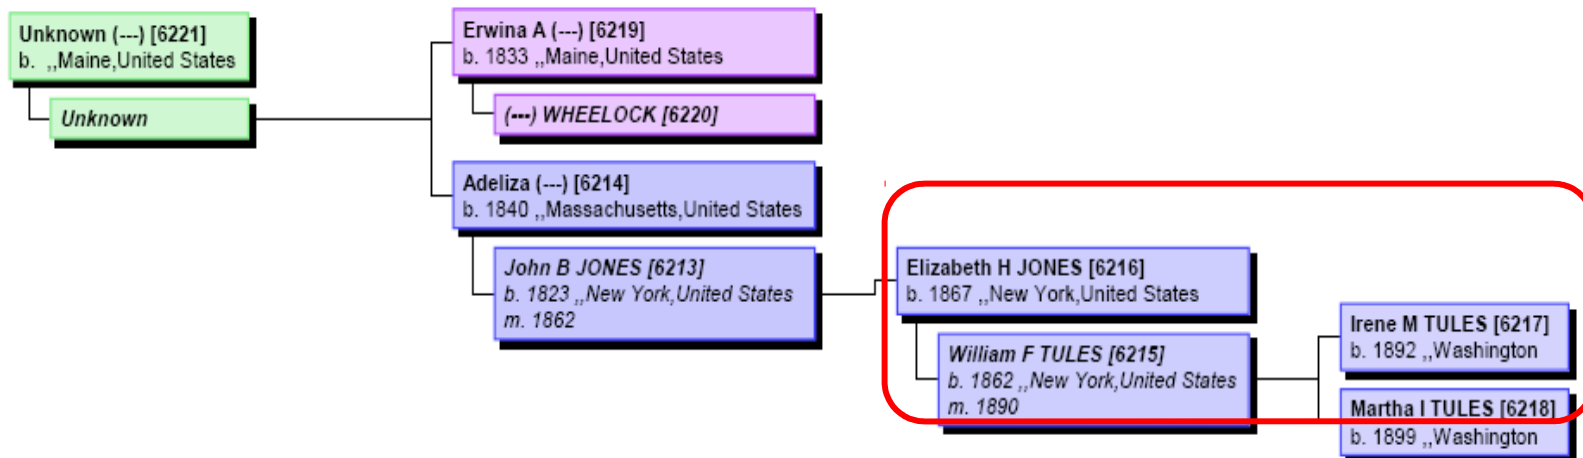 Unknown (---) [6221]
b.  ,,Maine,United States
Unknown
Erwina A (---) [6219]
b. 1833 ,,Maine,United States
(---) WHEELOCK [6220]
Adeliza (---) [6214]
b. 1840 ,,Massachusetts,United States
John B JONES [6213]
b. 1823 ,,New York,United States
m. 1862
Elizabeth H JONES [6216]
b. 1867 ,,New York,United States
William F TULES [6215]
b. 1862 ,,New York,United States
m. 1890
Irene M TULES [6217]
b. 1892 ,,Washington
Martha I TULES [6218]
b. 1899 ,,Washington